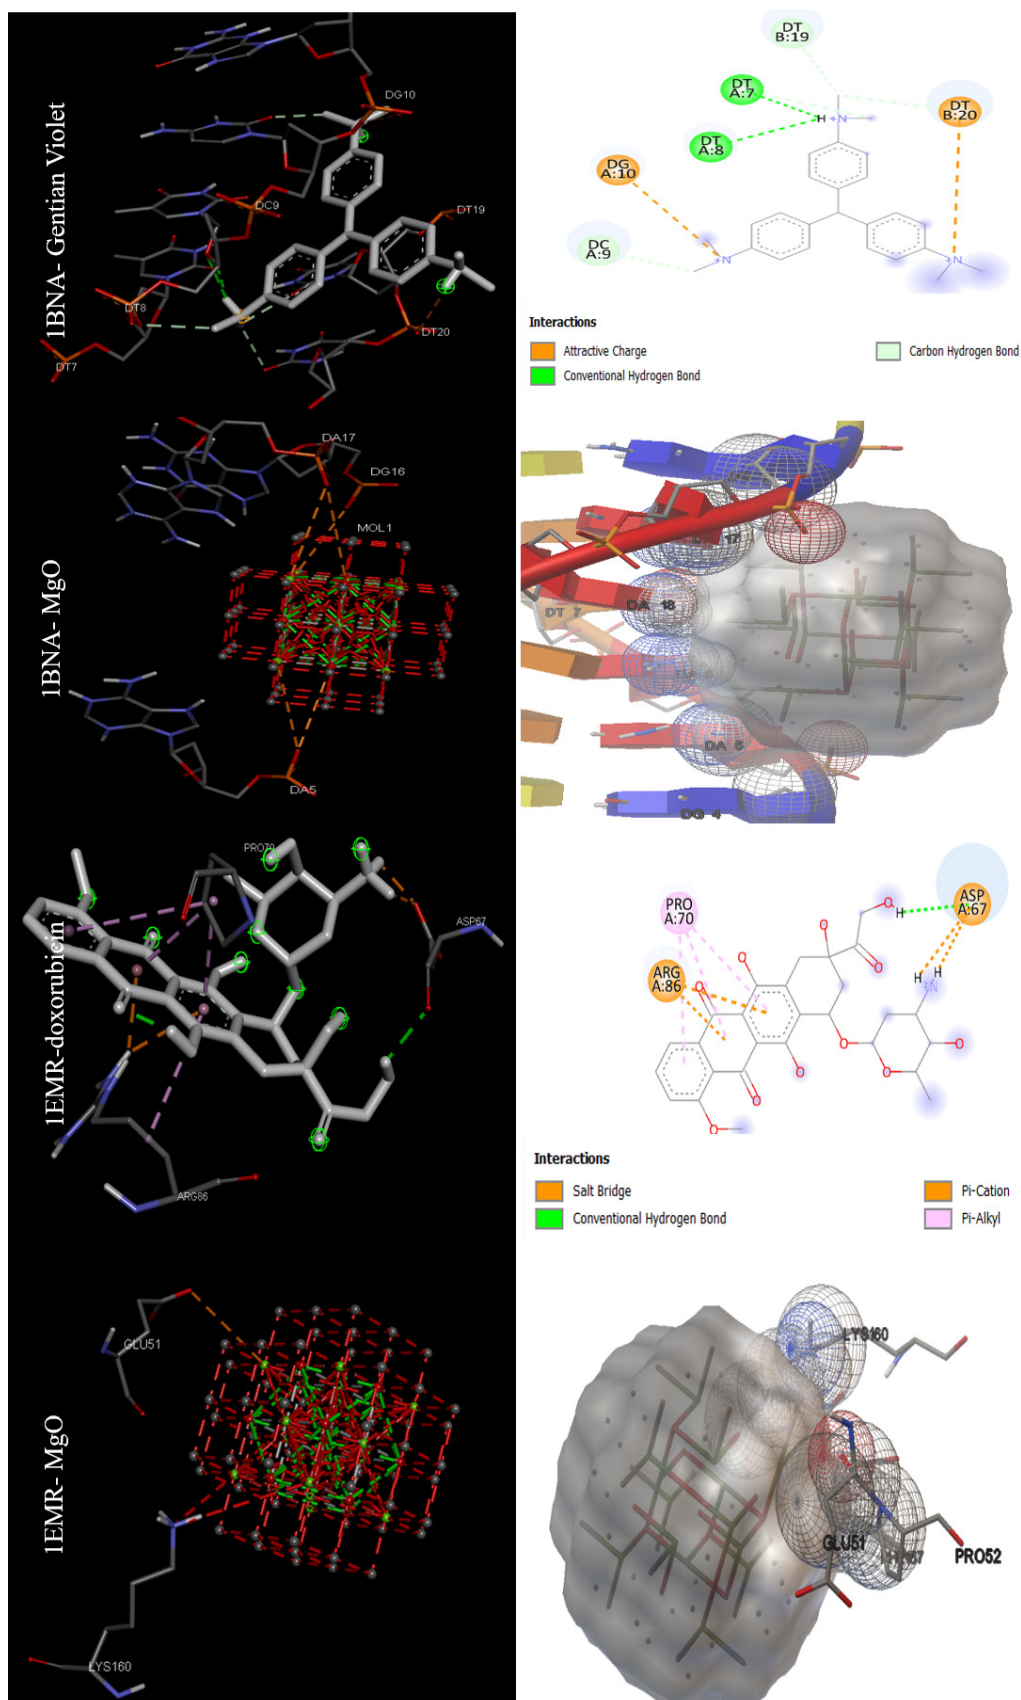 1BNA- Gentian Violet
DG10
DC9
DT19
DT8
DT20
DT7
DT
B:19
DT
A:7
DT
A:8
DT
B:20
DG
A:10
DC
A:9
H
+N
+N
+N
Interactions
Attractive Charge
Conventional Hydrogen Bond
Carbon Hydrogen Bond
1BNA- MgO
DA17
DG16
MOL1
DA5
DT 7
DA 18
DA 6
DG 4
1EMR-doxorubicin
PRO70
ASP67
ARG86
PRO
A:70
ARG
A:86
ASP
A:67
O
H
O
O
O
O
H
H
N
O
O
O
O
O
O
O
Interactions
Salt Bridge
Conventional Hydrogen Bond
Pi-Cation
Pi-Alkyl
1EMR- MgO
GLU51
LYS160
LYS160
GLU51
PRO52